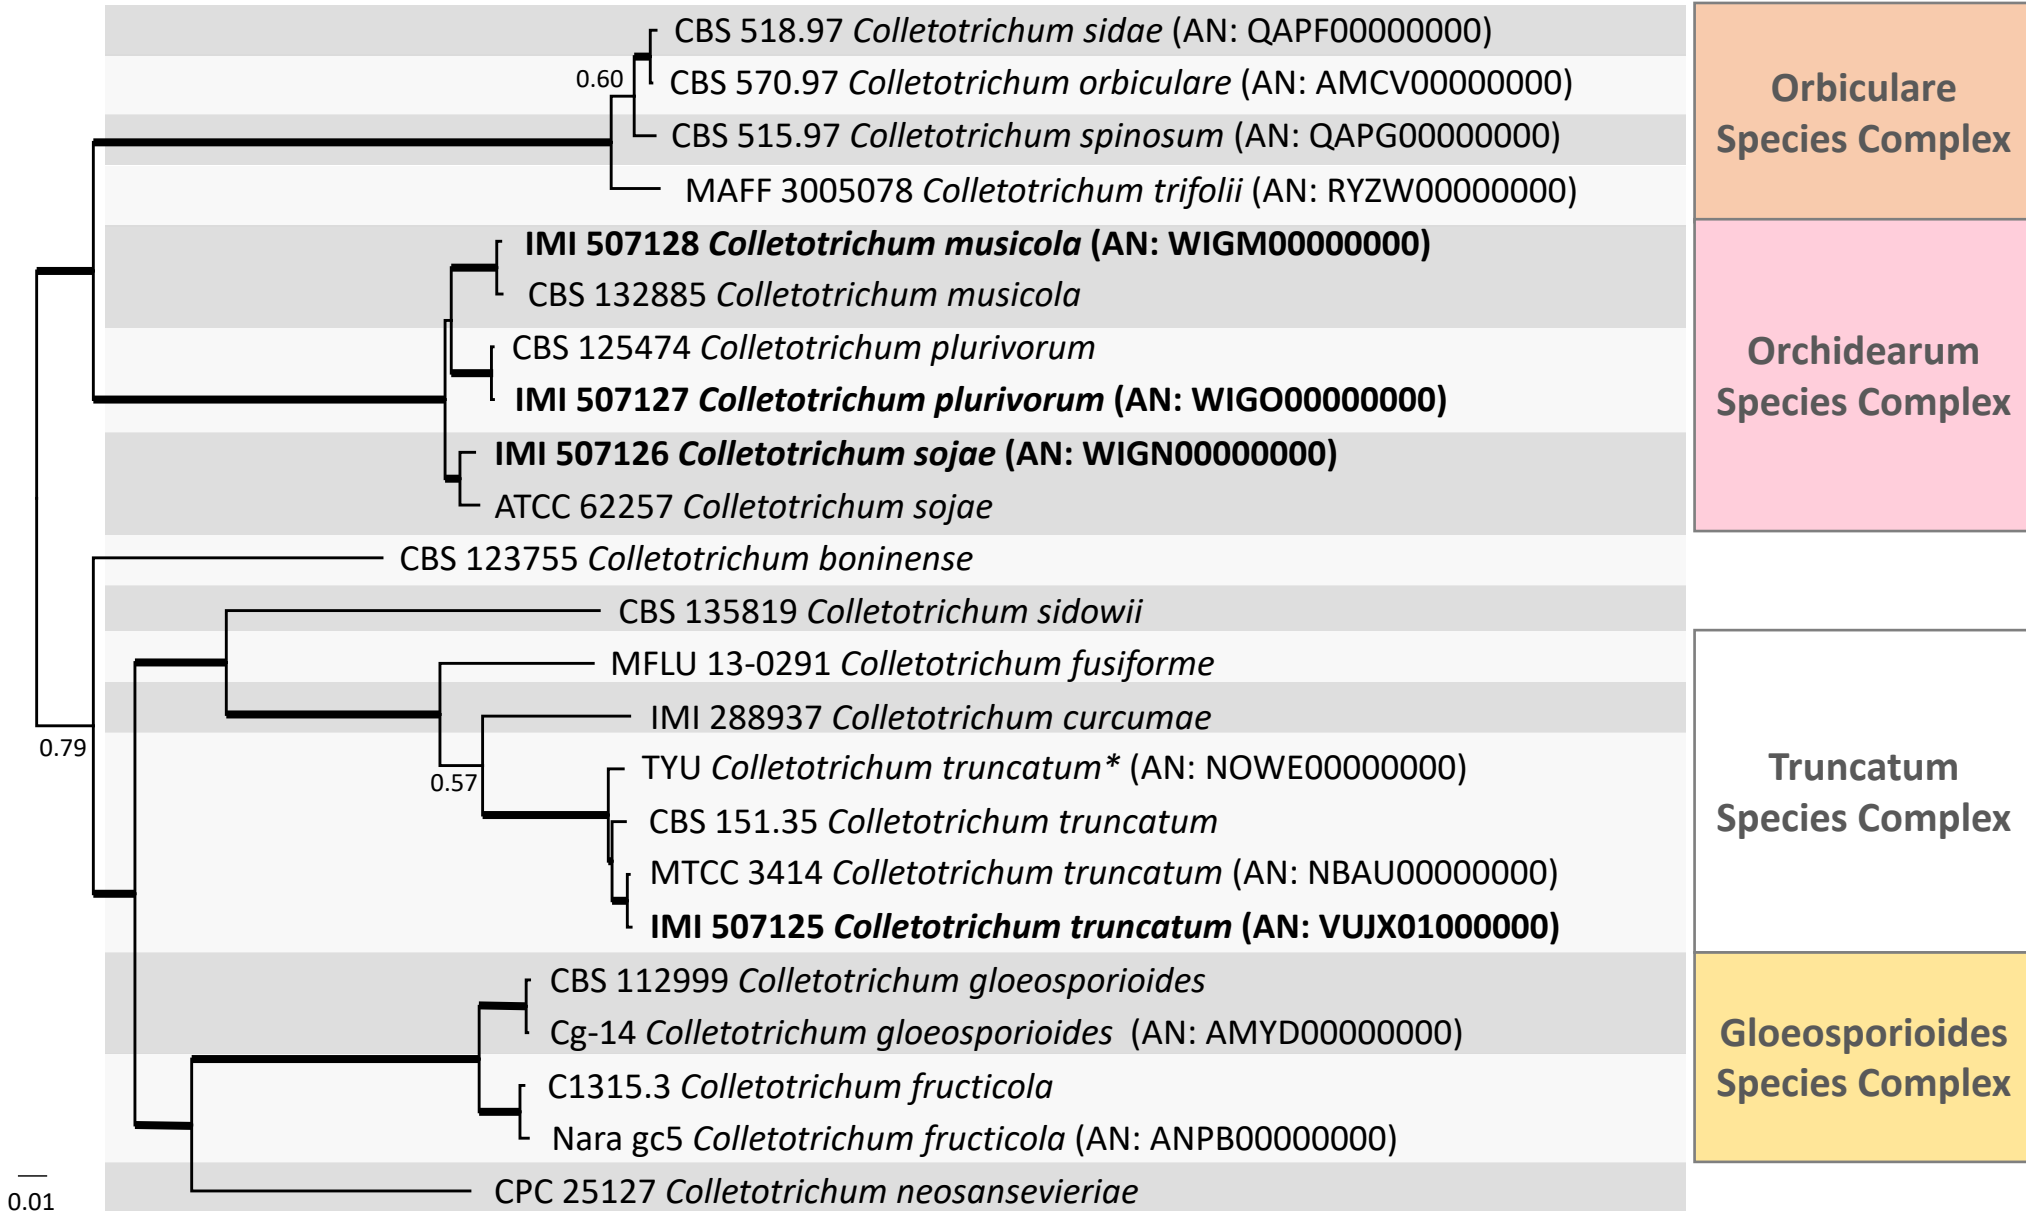 CBS 518.97 Colletotrichum sidae (AN: QAPF00000000)
0.60
CBS 570.97 Colletotrichum orbiculare (AN: AMCV00000000)
CBS 515.97 Colletotrichum spinosum (AN: QAPG00000000)
MAFF 3005078 Colletotrichum trifolii (AN: RYZW00000000)
Orbiculare
Species Complex
IMI 507128 Colletotrichum musicola (AN: WIGM00000000)
CBS 132885 Colletotrichum musicola
CBS 125474 Colletotrichum plurivorum
IMI 507127 Colletotrichum plurivorum (AN: WIGO00000000)
IMI 507126 Colletotrichum sojae (AN: WIGN00000000)
ATCC 62257 Colletotrichum sojae
Orchidearum
Species Complex
CBS 123755 Colletotrichum boninense
CBS 135819 Colletotrichum sidowii
MFLU 13-0291 Colletotrichum fusiforme
IMI 288937 Colletotrichum curcumae
0.79
0.57
TYU Colletotrichum truncatum* (AN: NOWE00000000)
CBS 151.35 Colletotrichum truncatum
MTCC 3414 Colletotrichum truncatum (AN: NBAU00000000)
IMI 507125 Colletotrichum truncatum (AN: VUJX01000000)
Truncatum
Species Complex
CBS 112999 Colletotrichum gloeosporioides
Cg-14 Colletotrichum gloeosporioides (AN: AMYD00000000)
C1315.3 Colletotrichum fructicola
Nara gc5 Colletotrichum fructicola (AN: ANPB00000000)
Gloeosporioides
Species Complex
CPC 25127 Colletotrichum neosansevieriae
0.01